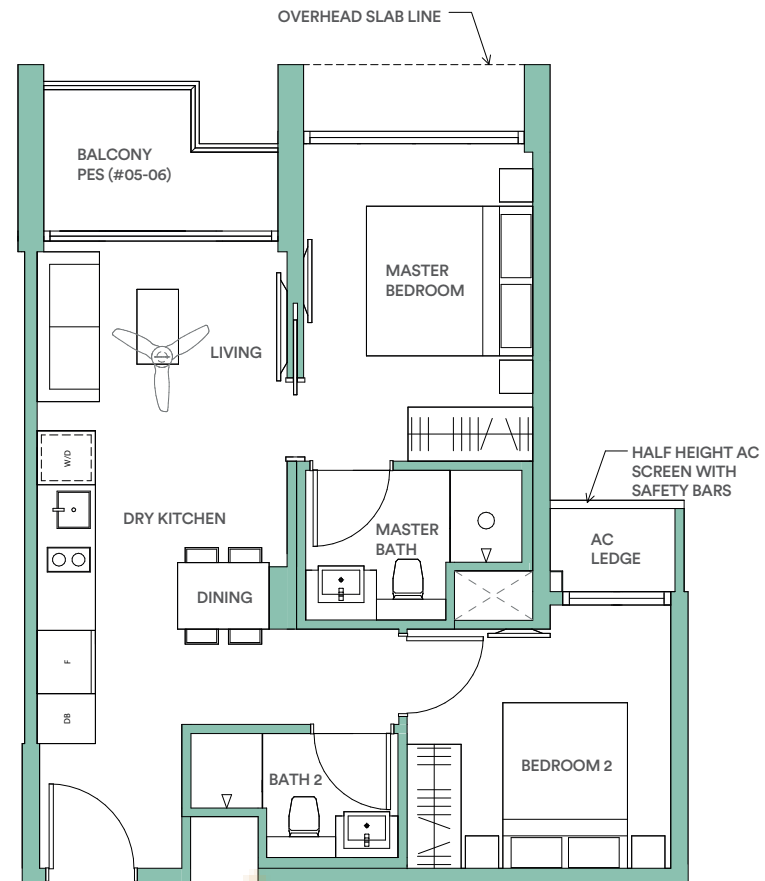 OVERHEAD SLAB LINE
BALCONY
PES (#05-06)
MASTER
BEDROOM
LIVING
HALF HEIGHT AC
SCREEN WITH
SAFETY BARS
W/D
DRY KITCHEN
MASTER
BATH
AC
LEDGE
DINING
F
DB
BATH 2
BEDROOM 2